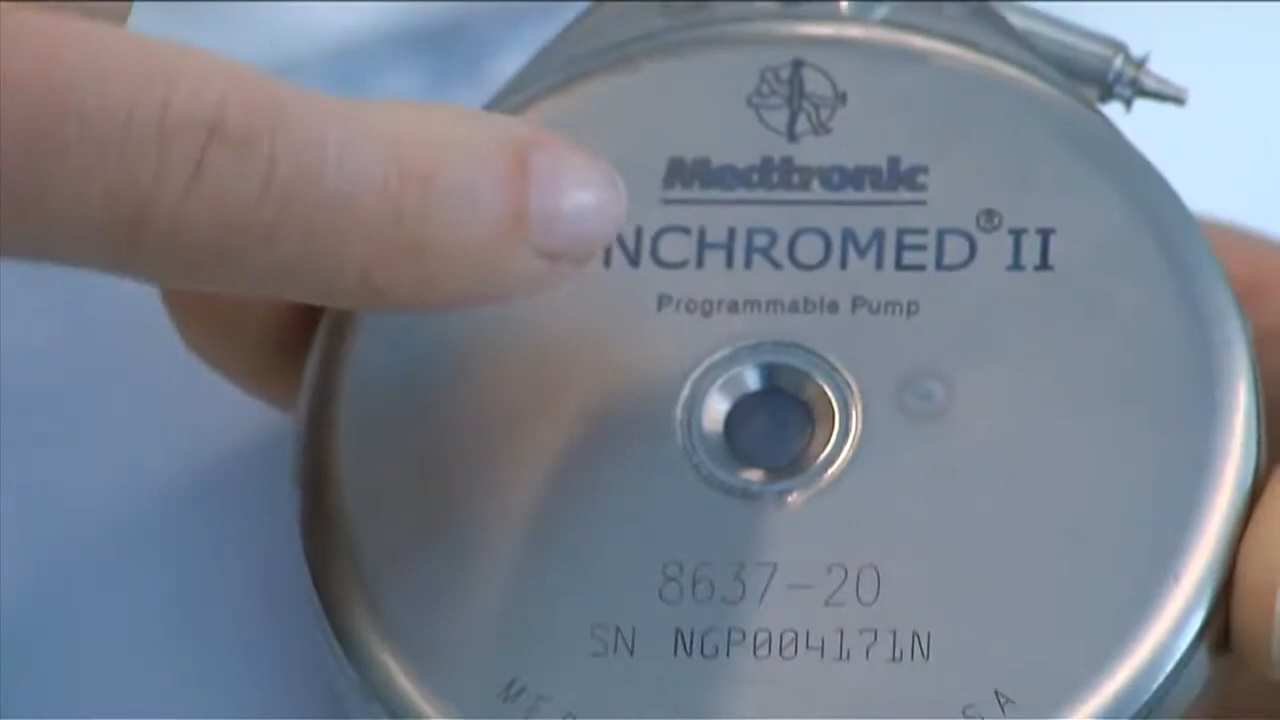 Medtronic
NCHROMED® II
Programmable Pump
8637-20
SN NGP004171N